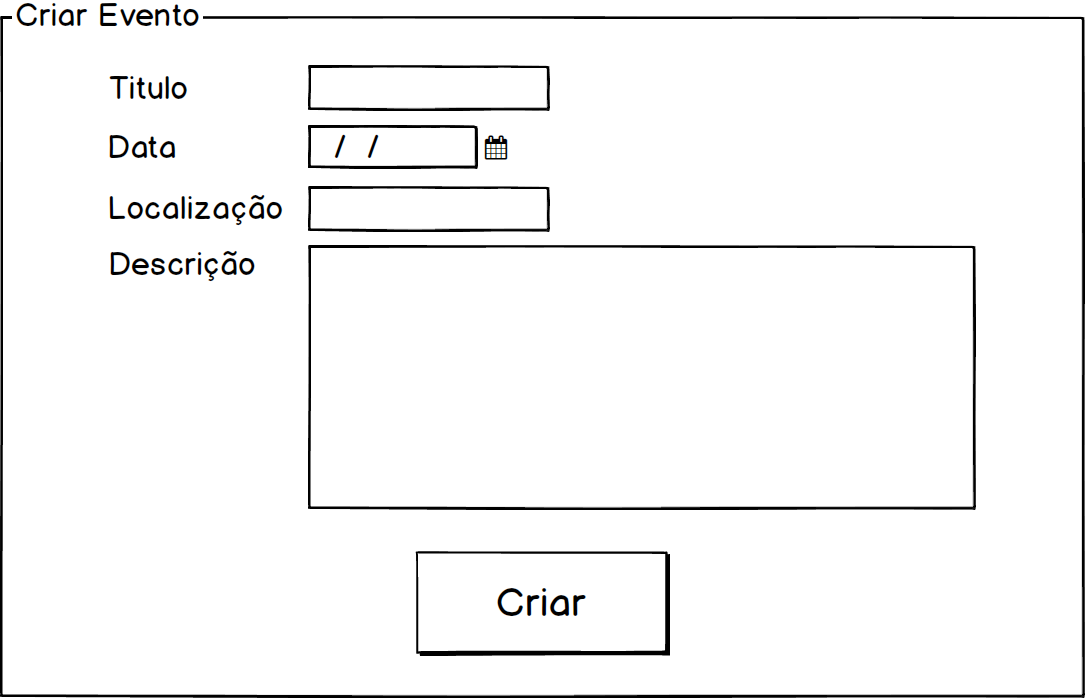 Criar Evento
Titulo
Data / /
Localização
Descrição
Criar